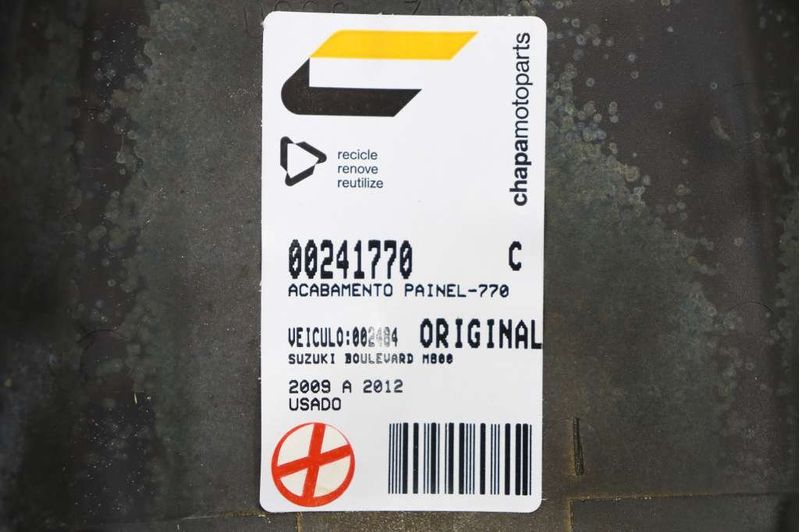 chapamotoparts
recicle
renove
reutilize
00241770 C
ACABAMENTO PAINEL-770
VEICULO:002484 ORIGINAL
SUZUKI BOULEVARD M800
2009 A 2012
USADO